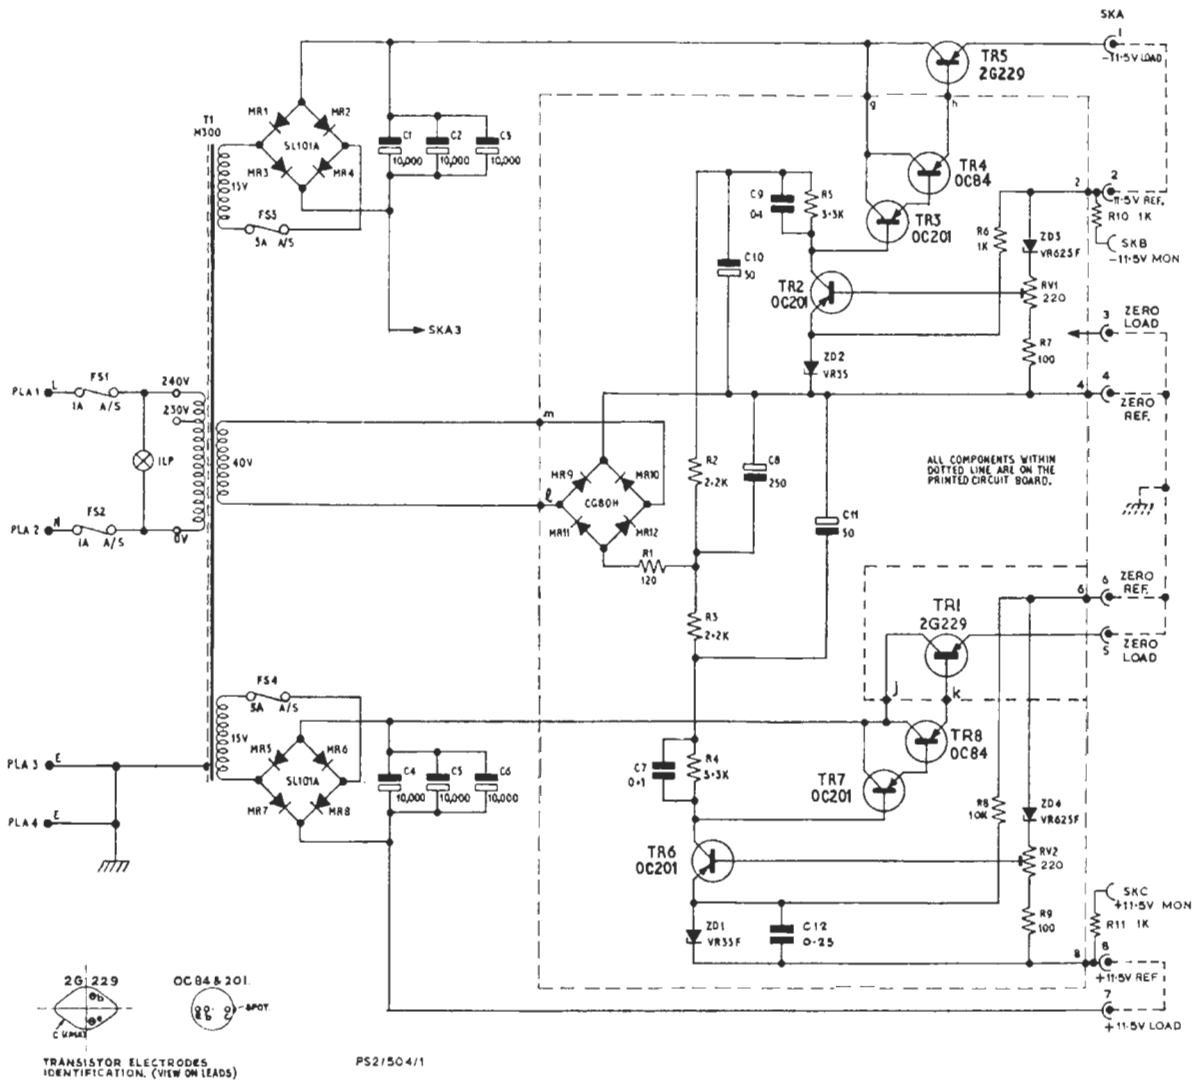 SKA
1
-11·5V LOAD
TR5
2G229
g
h
T1
M300
MR1
MR2
SL101A
MR3
MR4
15V
FS3
3A A/S
C1
10,000
C2
10,000
C3
10,000
TR4
OC84
TR3
OC201
C9
R5
3·3K
C10
50
TR2
OC201
R6
1K
2
2
11·5V REF.
R10 1K
SKB
-11·5V MON
ZD3
VR625F
RV1
220
R7
100
3
ZERO
LOAD
ZD2
VR35
4
4
ZERO
REF.
SKA3
PLA 1
L
FS1
1A A/S
240V
230V
1LP
PLA 2
N
FS2
1A A/S
0V
40V
m
l
MR9
MR10
CG80H
MR11
MR12
R1
120
R2
2·2K
C8
250
C11
50
R3
2·2K
ALL COMPONENTS WITHIN
DOTTED LINE ARE ON THE
PRINTED CIRCUIT BOARD.
6
6
ZERO
REF.
TR1
2G229
5
ZERO
LOAD
j
k
FS4
3A A/S
15V
MR5
MR6
SL101A
MR7
MR8
C4
10,000
C5
10,000
C6
10,000
C7
0·1
R4
3·3K
TR8
OC84
TR7
OC201
R8
10K
ZD4
VR625F
RV2
220
TR6
OC201
PLA 3
E
PLA 4
E
ZD1
VR35F
C12
0·25
R9
100
SKC
+11·5V MON
R11 1K
8
8
+11·5V REF
7
+11·5V LOAD
2G 229
b
e
OC84 & 201.
e b c
SPOT.
TRANSISTOR ELECTRODES
IDENTIFICATION. (VIEW ON LEADS)
PS2/504/1